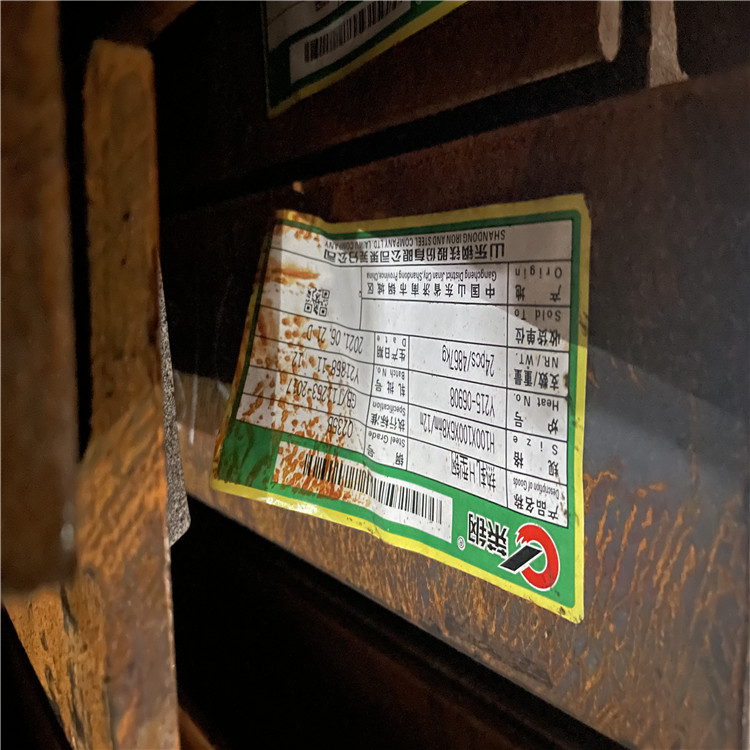 莱钢
产品名称 热轧H型钢 钢号 Q235B
Description of Goods Steel Grade
规格 H100X100X6X8m/12m 执行标准 GB/T11263-2017
Size Specification
炉号 Y215-06908 轧批号
Heat No. Batch No.
支数/重量 24pcs/4867kg 生产日期 2021.06.21
NR/WT. Date
收货单位
Sold To
产地 中国山东省济南市钢城区
Origin Gangcheng District Jinan City, Shandong Province, China
山东钢铁股份有限公司莱芜分公司
SHANDONG IRON AND STEEL COMPANY LTD. LAIWU COMPANY